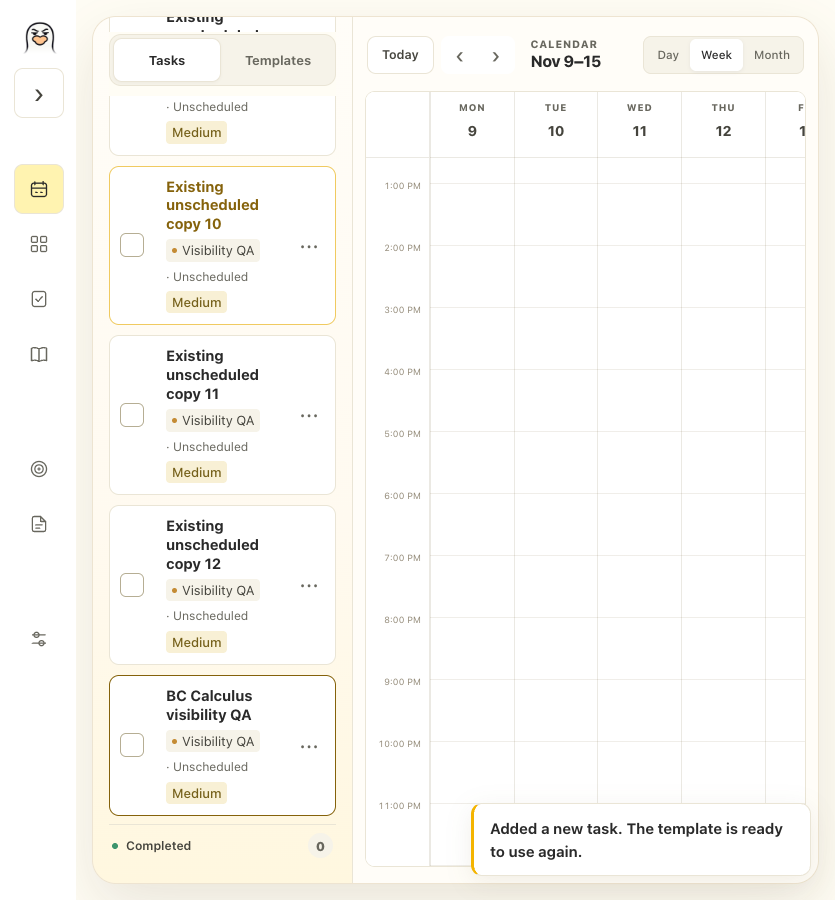 Existing
Tasks
Templates
· Unscheduled
Medium
Existing
unscheduled
copy 10
Visibility QA
· Unscheduled
Medium
Existing
unscheduled
copy 11
Visibility QA
· Unscheduled
Medium
Existing
unscheduled
copy 12
Visibility QA
· Unscheduled
Medium
BC Calculus
visibility QA
Visibility QA
· Unscheduled
Medium
Completed
0
Today
CALENDAR
Nov 9–15
Day
Week
Month
MON
9
TUE
10
WED
11
THU
12
1:00 PM
2:00 PM
3:00 PM
4:00 PM
5:00 PM
6:00 PM
7:00 PM
8:00 PM
9:00 PM
10:00 PM
11:00 PM
Added a new task. The template is ready
to use again.